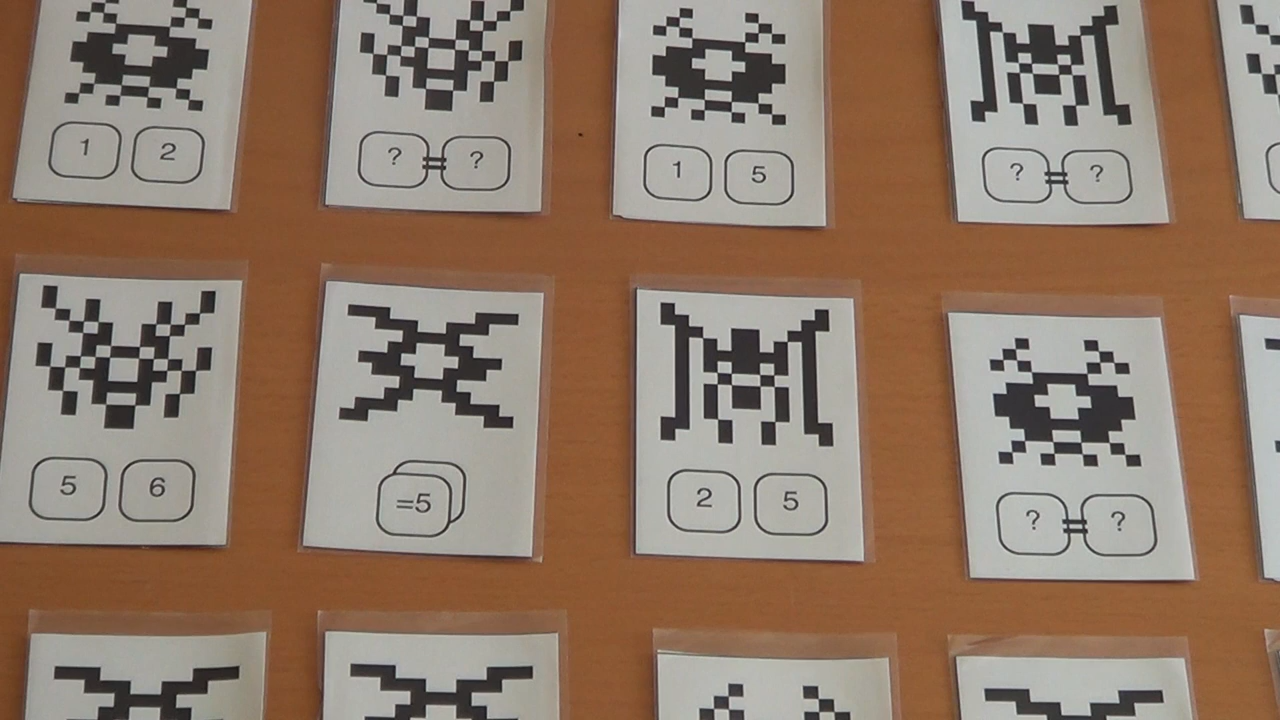 1 2
? = ?
1 5
? = ?
5 6
=5
2 5
? = ?